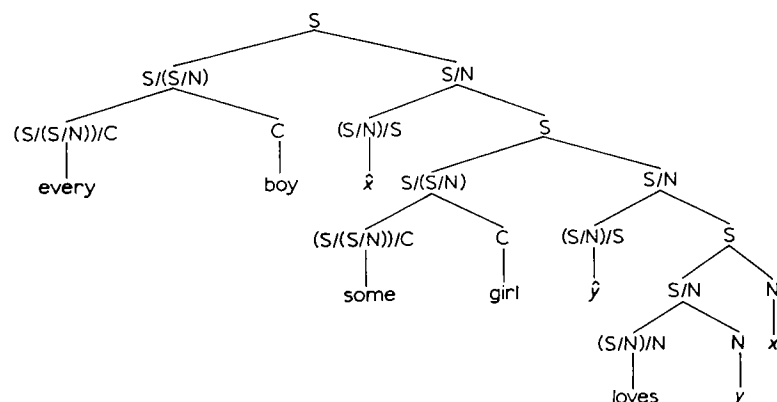 S
S/(S/N) S/N
(S/(S/N))/C C (S/N)/S S
every boy x̂ S/(S/N) S/N
(S/(S/N))/C C (S/N)/S S
some girl ŷ S/N N
(S/N)/N N x
loves y